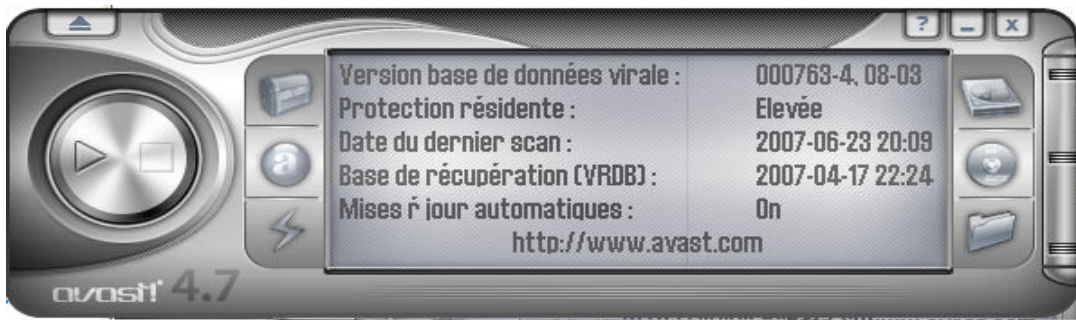 ?
x
Version base de données virale : 000763-4, 08-03
Protection résidente : Elevée
Date du dernier scan : 2007-06-23 20:09
Base de récupération (VRDB) : 2007-04-17 22:24
Mises ŕ jour automatiques : On
http://www.avast.com
a
avast! 4.7